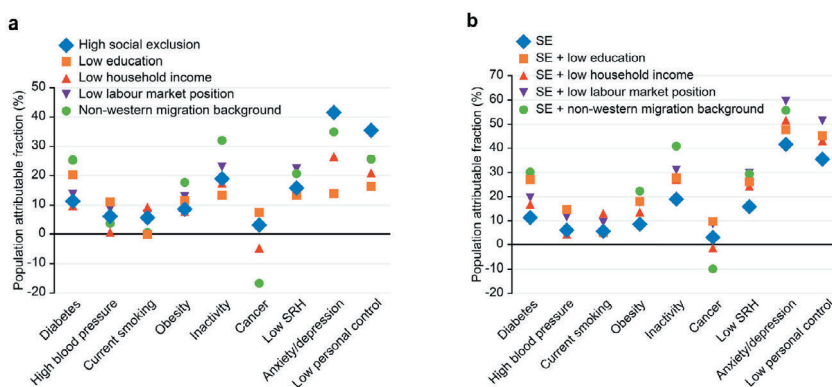 a
High social exclusion
Low education
Low household income
Low labour market position
Non-western migration background
Population attributable fraction (%)
50
40
30
20
10
0
-10
-20
Diabetes
High blood pressure
Current smoking
Obesity
Inactivity
Cancer
Low SRH
Anxiety/depression
Low personal control
b
SE
SE + low education
SE + low household income
SE + low labour market position
SE + non-western migration background
Population attributable fraction (%)
70
60
50
40
30
20
10
0
-10
-20
Diabetes
High blood pressure
Current smoking
Obesity
Inactivity
Cancer
Low SRH
Anxiety/depression
Low personal control